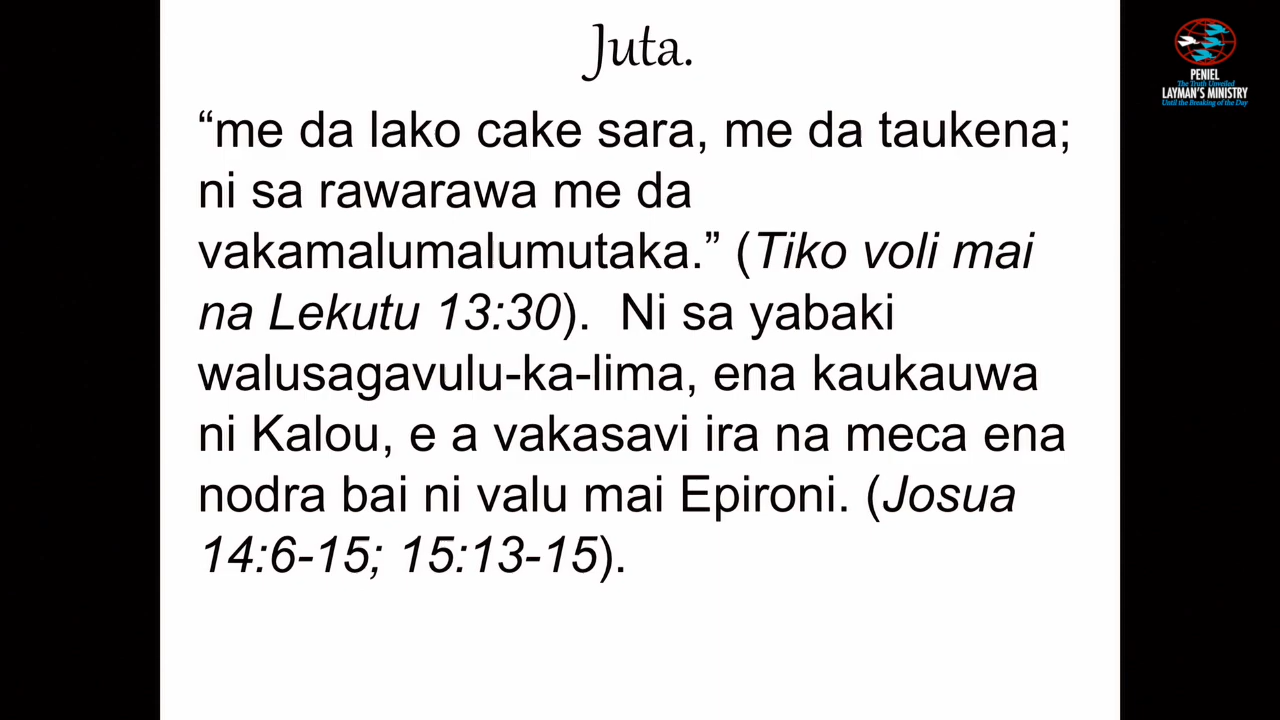 Juta.
“me da lako cake sara, me da taukena;
ni sa rawarawa me da
vakamalumalumutaka.” (Tiko voli mai
na Lekutu 13:30).  Ni sa yabaki
walusagavulu-ka-lima, ena kaukauwa
ni Kalou, e a vakasavi ira na meca ena
nodra bai ni valu mai Epironi. (Josua
14:6-15; 15:13-15).
PENIEL
The Truth Unveiled
LAYMAN'S MINISTRY
Until the Breaking of the Day